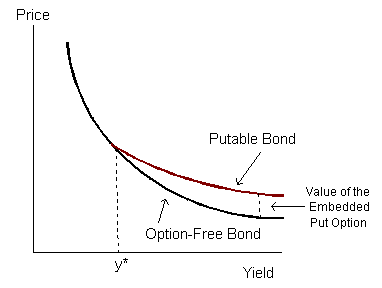 Price
Putable Bond
Value of the
Embedded
Put Option
Option-Free Bond
y*
Yield